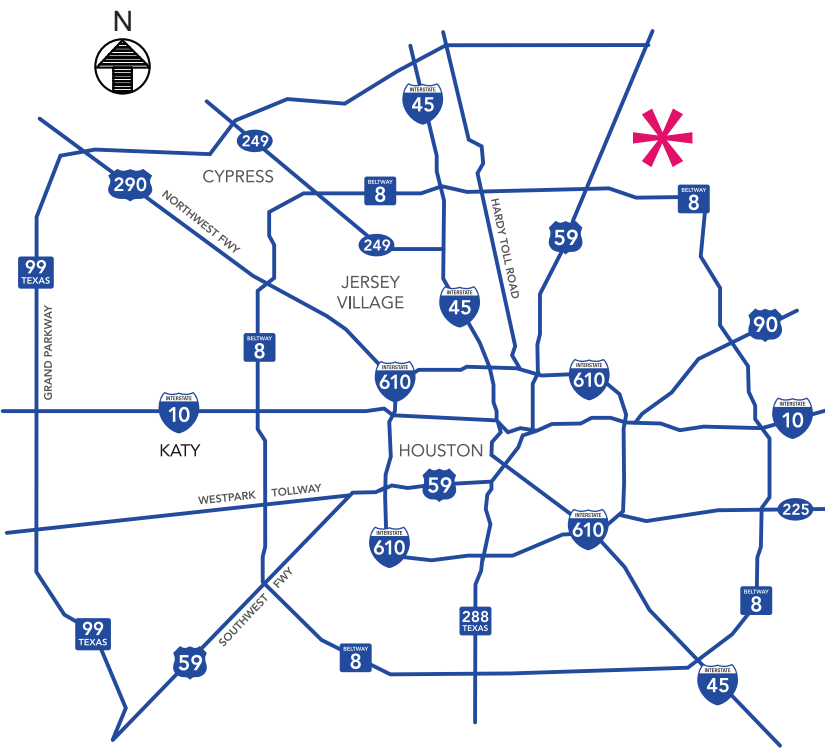 N
INTERSTATE
45
249
CYPRESS
290
NORTHWEST FWY
BELTWAY
8
BELTWAY
8
HARDY TOLL ROAD
59
249
99
TEXAS
JERSEY
VILLAGE
INTERSTATE
45
GRAND PARKWAY
90
BELTWAY
8
INTERSTATE
610
INTERSTATE
610
INTERSTATE
10
INTERSTATE
10
KATY
HOUSTON
59
WESTPARK TOLLWAY
225
INTERSTATE
610
INTERSTATE
610
SOUTHWEST FWY
BELTWAY
8
288
TEXAS
99
TEXAS
59
BELTWAY
8
INTERSTATE
45